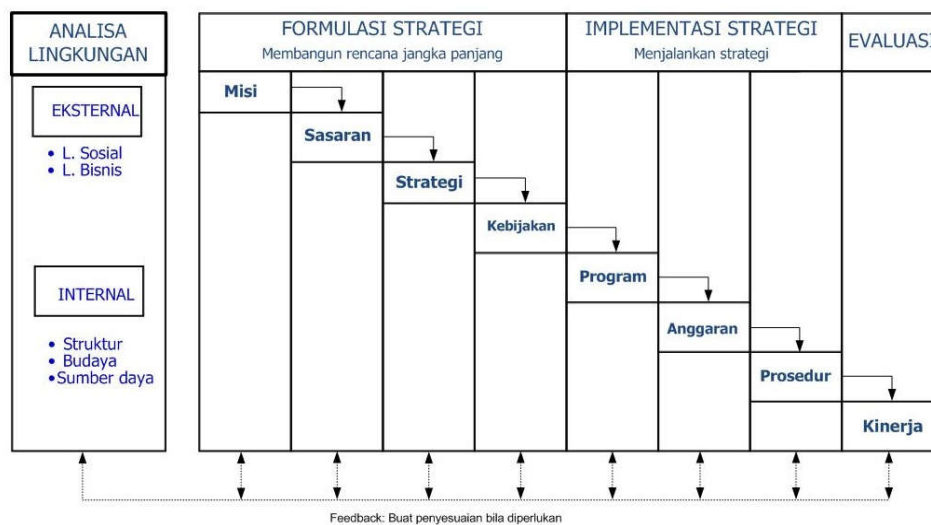 ANALISA
LINGKUNGAN
EKSTERNAL
• L. Sosial
• L. Bisnis
INTERNAL
• Struktur
• Budaya
•Sumber daya
FORMULASI STRATEGI
Membangun rencana jangka panjang
IMPLEMENTASI STRATEGI
Menjalankan strategi
EVALUASI
Misi
Sasaran
Strategi
Kebijakan
Program
Anggaran
Prosedur
Kinerja
Feedback: Buat penyesuaian bila diperlukan